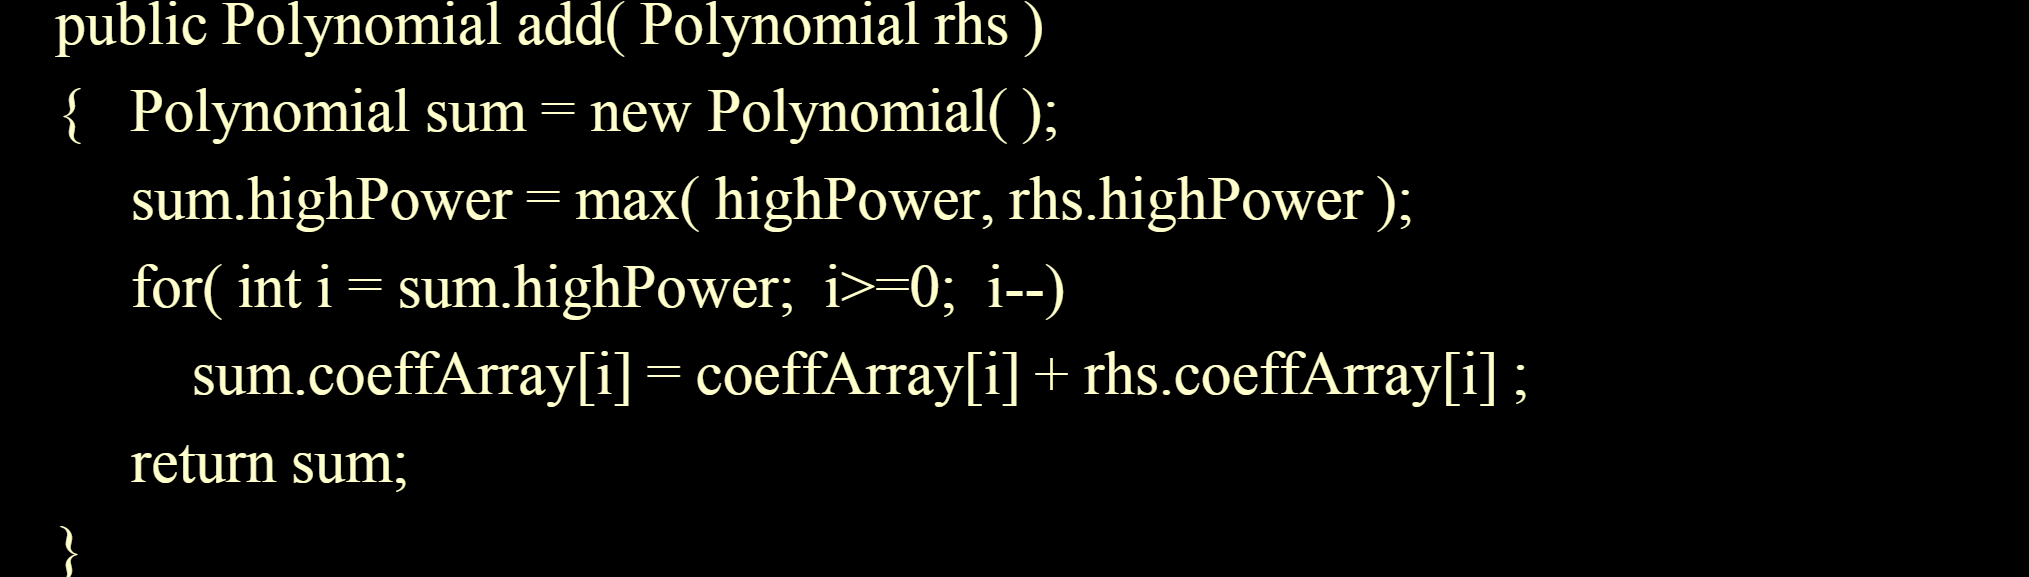 public Polynomial add( Polynomial rhs )
{ Polynomial sum = new Polynomial( );
sum.highPower = max( highPower, rhs.highPower );
for( int i = sum.highPower; i>=0; i--)
sum.coeffArray[i] = coeffArray[i] + rhs.coeffArray[i] ;
return sum;
}